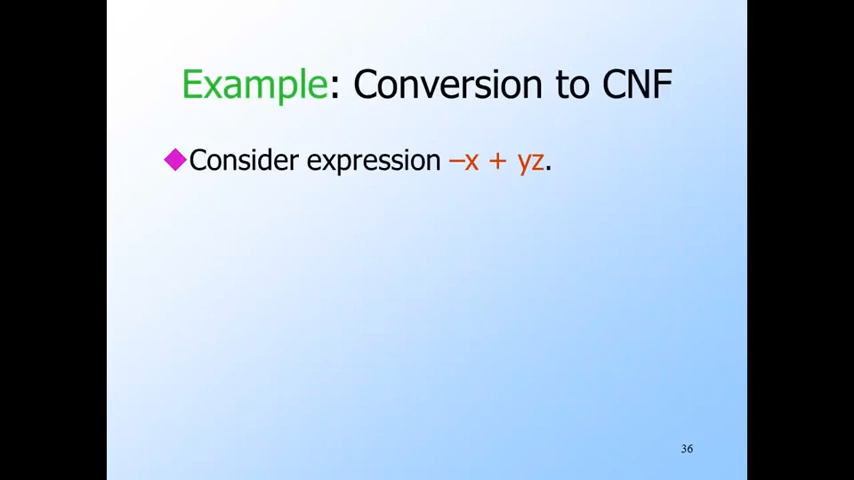 Example: Conversion to CNF
Consider expression –x + yz.
36